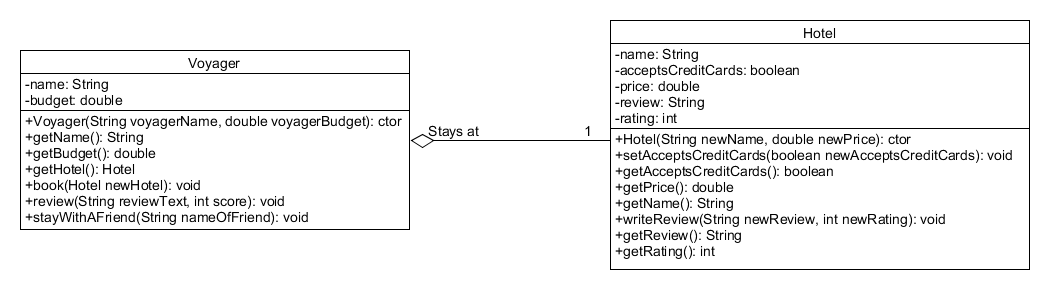 Voyager
-name: String
-budget: double
+Voyager(String voyagerName, double voyagerBudget): ctor
+getName(): String
+getBudget(): double
+getHotel(): Hotel
+book(Hotel newHotel): void
+review(String reviewText, int score): void
+stayWithAFriend(String nameOfFriend): void
Stays at
1
Hotel
-name: String
-acceptsCreditCards: boolean
-price: double
-review: String
-rating: int
+Hotel(String newName, double newPrice): ctor
+setAcceptsCreditCards(boolean newAcceptsCreditCards): void
+getAcceptsCreditCards(): boolean
+getPrice(): double
+getName(): String
+writeReview(String newReview, int newRating): void
+getReview(): String
+getRating(): int